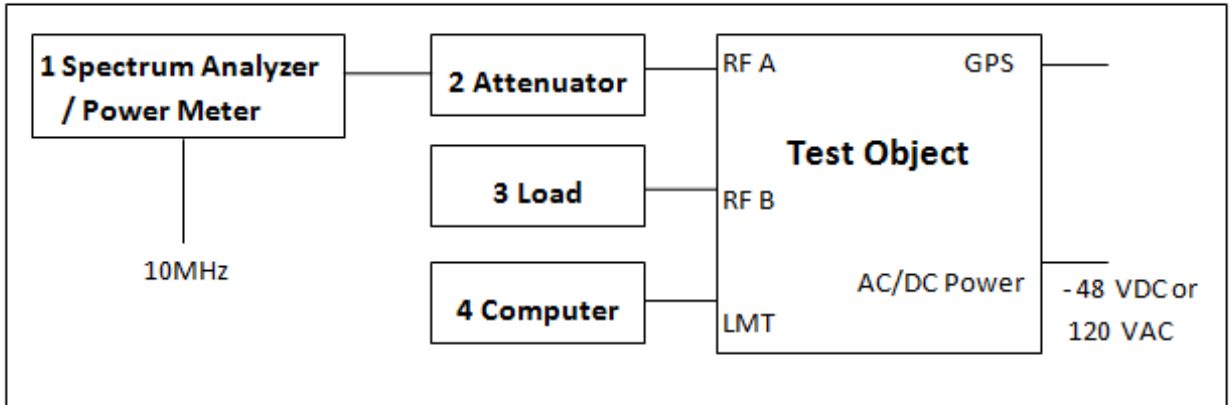 1 Spectrum Analyzer
/ Power Meter
10MHz
2 Attenuator
3 Load
4 Computer
RF A
GPS
Test Object
RF B
AC/DC Power
LMT
-48 VDC or
120 VAC